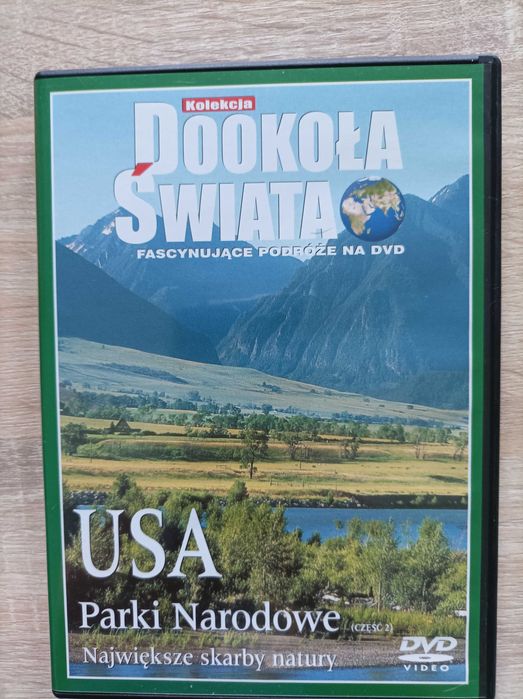 Kolekcja
DOOKOŁA
ŚWIATA
FASCYNUJĄCE PODRÓŻE NA DVD
USA
Parki Narodowe (CZĘŚĆ 2)
Największe skarby natury
DVD
VIDEO